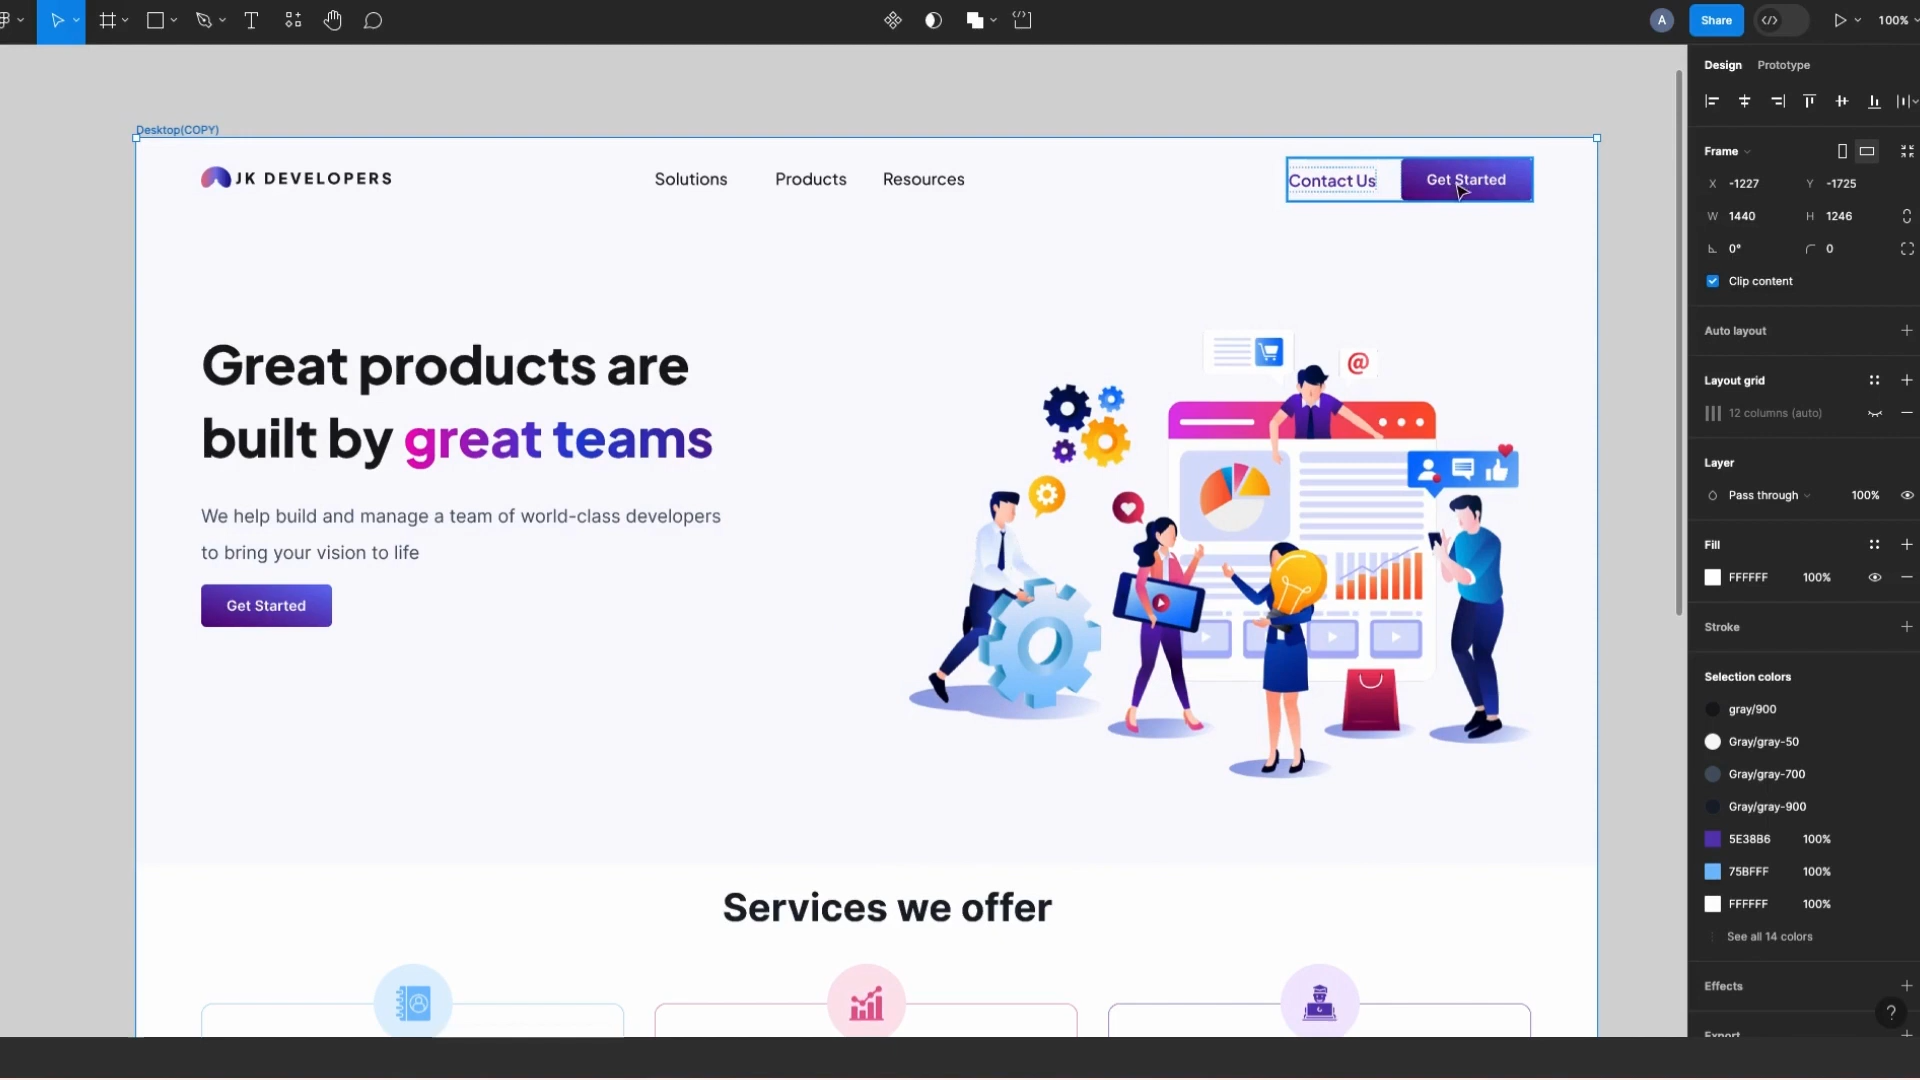 A
Share
100%
Design
Prototype
Desktop(COPY)
JK DEVELOPERS
Solutions
Products
Resources
Contact Us
Get Started
Frame
X -1227
Y -1725
W 1440
H 1246
0°
0
Clip content
Great products are
built by great teams
We help build and manage a team of world-class developers
to bring your vision to life
Get Started
@
Auto layout
Layout grid
12 columns (auto)
Layer
Pass through
100%
Fill
FFFFFF
100%
Stroke
Selection colors
gray/900
Gray/gray-50
Gray/gray-700
Gray/gray-900
5E38B6
100%
75BFFF
100%
FFFFFF
100%
See all 14 colors
Effects
?
Export
Services we offer